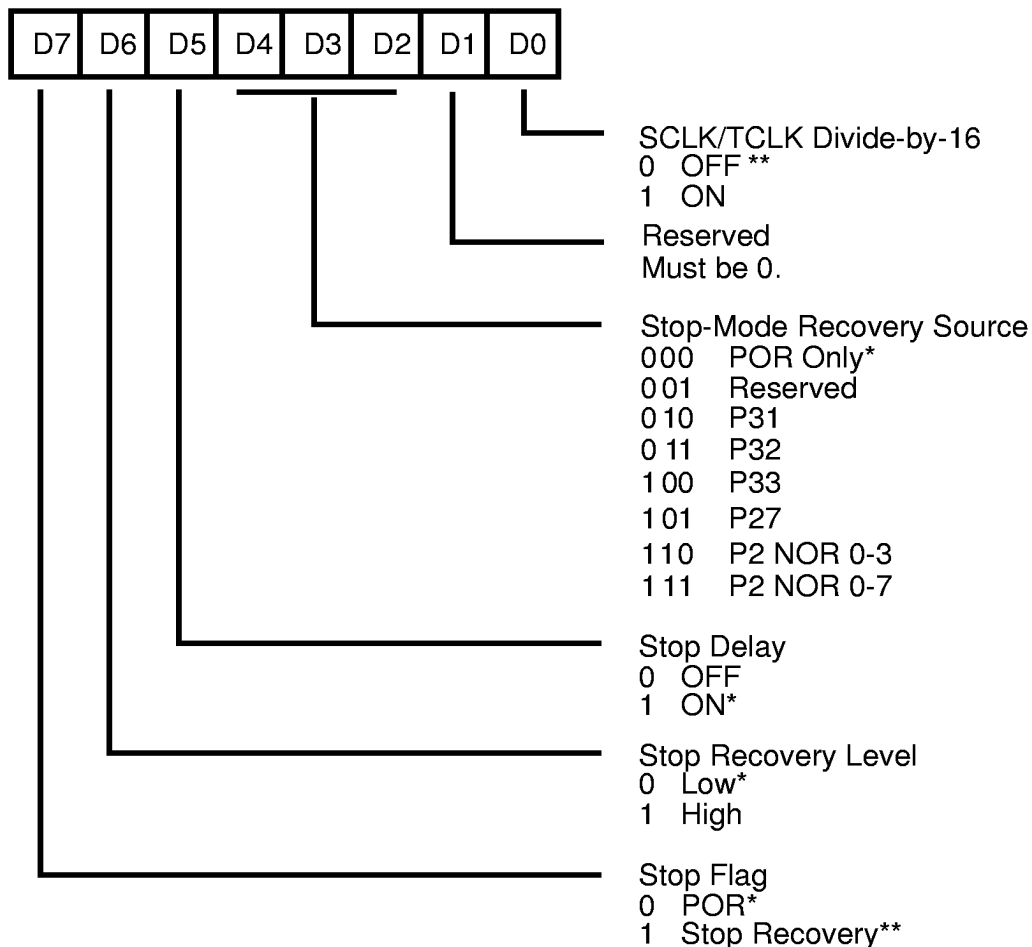 D7 D6 D5 D4 D3 D2 D1 D0
SCLK/TCLK Divide-by-16
0 OFF **
1 ON
Reserved
Must be 0.
Stop-Mode Recovery Source
000 POR Only*
001 Reserved
010 P31
011 P32
100 P33
101 P27
110 P2 NOR 0-3
111 P2 NOR 0-7
Stop Delay
0 OFF
1 ON*
Stop Recovery Level
0 Low*
1 High
Stop Flag
0 POR*
1 Stop Recovery**